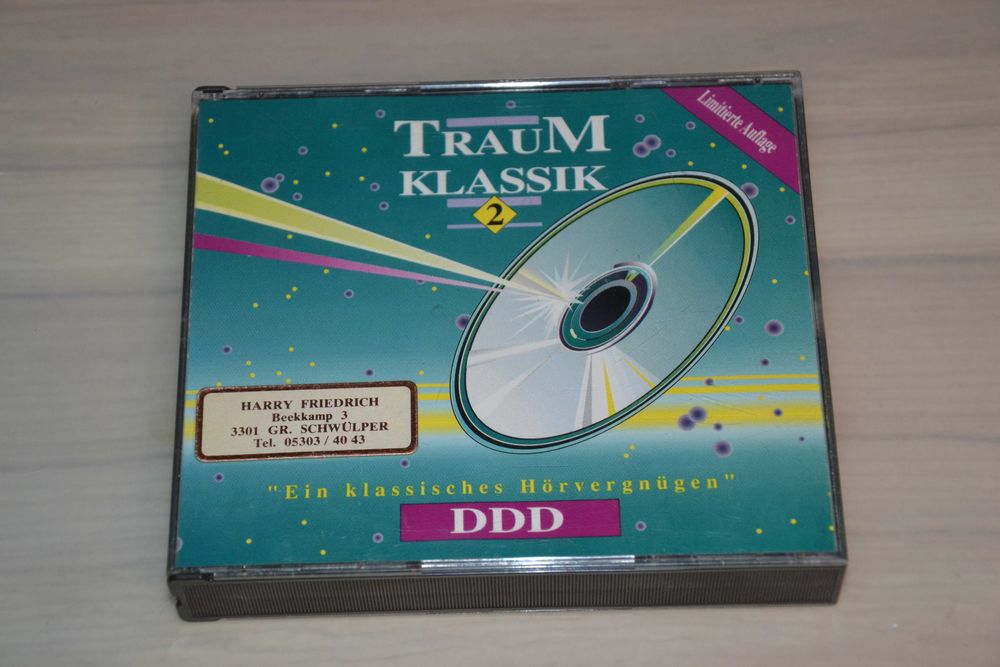 Limitierte Auflage
TRAUM
KLASSIK
2
HARRY FRIEDRICH
Beekkamp 3
3301 GR. SCHWÜLPER
Tel. 05303 / 40 43
"Ein klassisches Hörvergnügen"
DDD